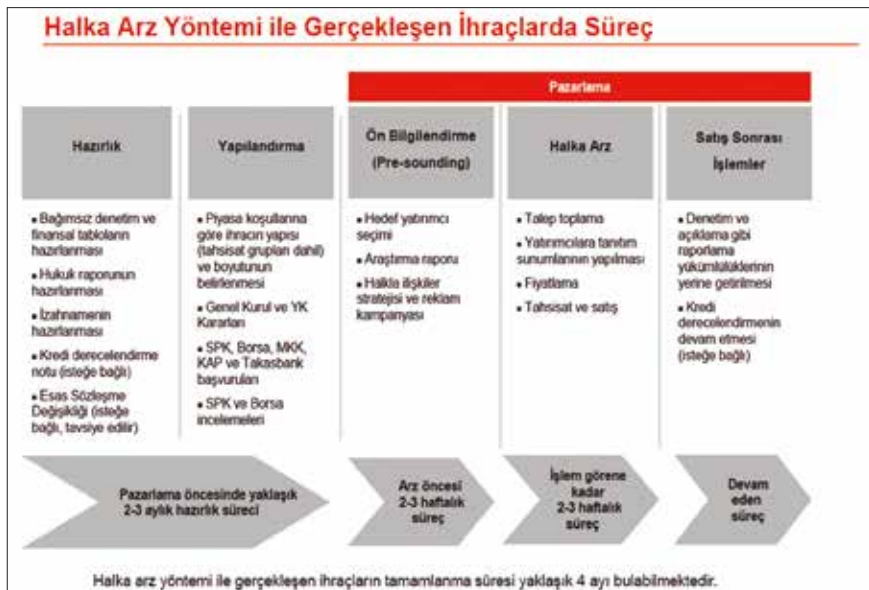 Halka Arz Yöntemi ile Gerçekleşen İhraçlarda Süreç
Pazarlama
Hazırlık
Yapılandırma
Ön Bilgilendirme
(Pre-sounding)
Halka Arz
Satış Sonrası
İşlemler
▪ Bağımsız denetim ve
finansal tabloların
hazırlanması
▪ Hukuk raporunun
hazırlanması
▪ İzahnamenin
hazırlanması
▪ Kredi derecelendirme
notu (isteğe bağlı)
▪ Esas Sözleşme
Değişikliği (isteğe
bağlı, tavsiye edilir)
▪ Piyasa koşullarına
göre ihracın yapısı
(tahsisat grupları dahil)
ve boyutunun
belirlenmesi
▪ Genel Kurul ve YK
Kararları
▪ SPK, Borsa, MKK,
KAP ve Takasbank
başvuruları
▪ SPK ve Borsa
incelemeleri
▪ Hedef yatırımcı
seçimi
▪ Araştırma raporu
▪ Halkla ilişkiler
stratejisi ve reklam
kampanyası
▪ Talep toplama
▪ Yatırımcılara tanıtım
sunumlarının yapılması
▪ Fiyatlama
▪ Tahsisat ve satış
▪ Denetim ve
açıklama gibi
raporlama
yükümlülüklerinin
yerine getirilmesi
▪ Kredi
derecelendirmenin
devam etmesi
(isteğe bağlı)
Pazarlama öncesinde yaklaşık
2-3 aylık hazırlık süreci
Arz öncesi
2-3 haftalık
süreç
İşlem görene
kadar
2-3 haftalık
süreç
Devam
eden
süreç
Halka arz yöntemi ile gerçekleşen ihraçların tamamlanma süresi yaklaşık 4 ayı bulabilmektedir.